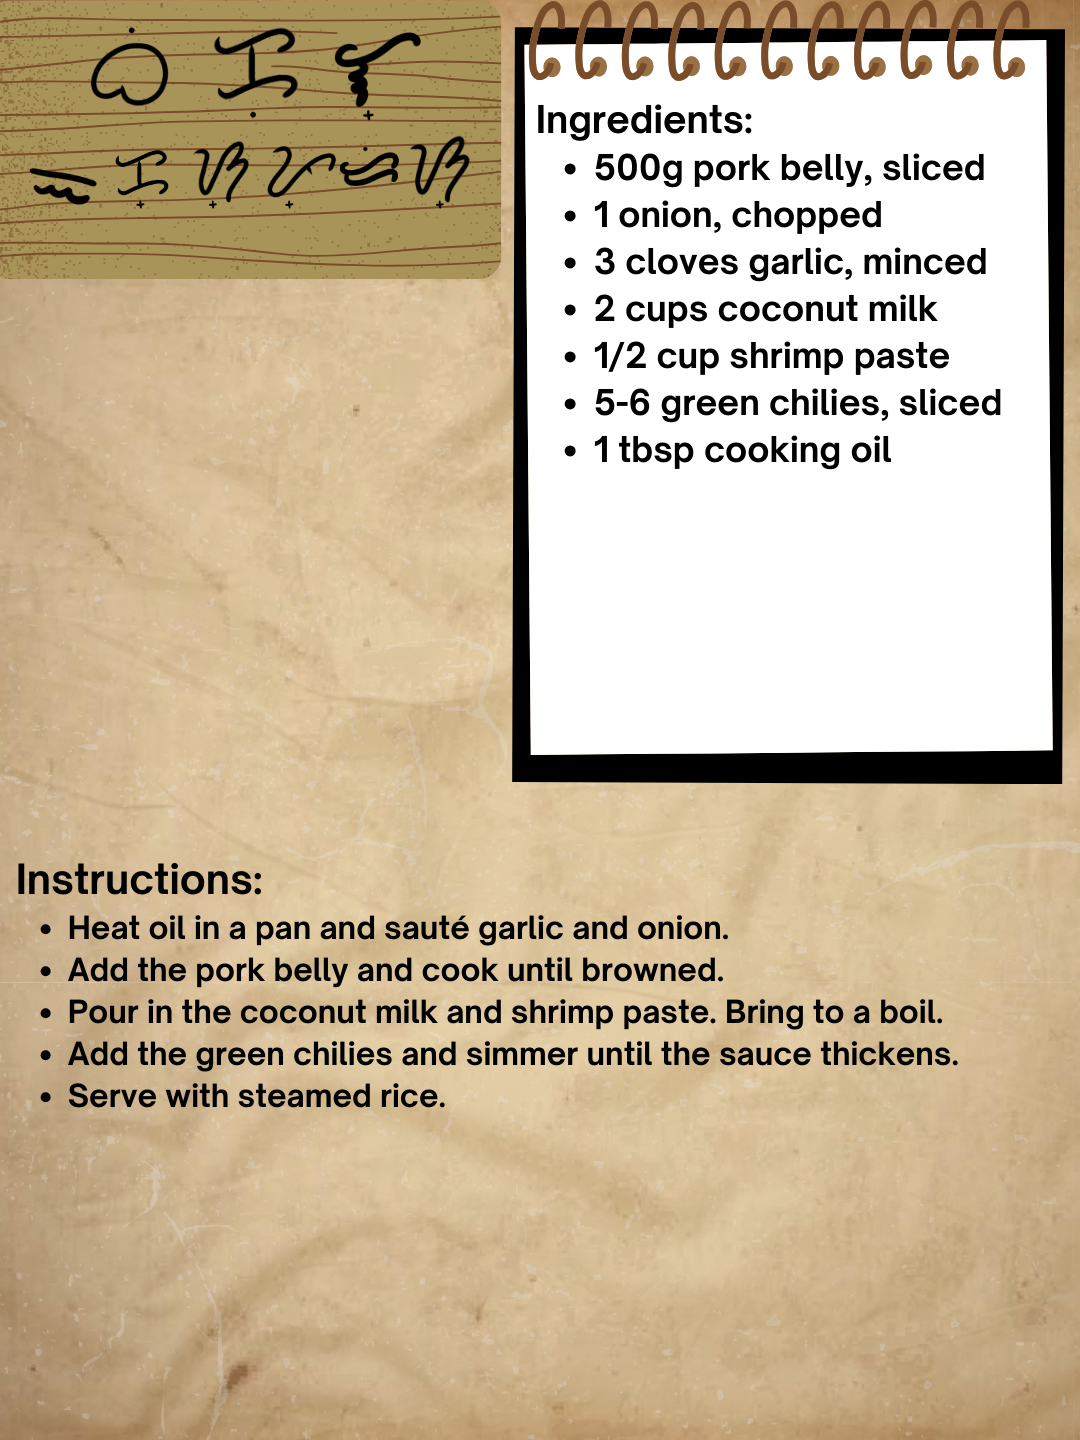 ᜊᜒᜃᜓᜎ᜔
ᜁᜃ᜔ᜐ᜔ᜉ᜔ᜇᜒᜐ᜔
Ingredients:
• 500g pork belly, sliced
• 1 onion, chopped
• 3 cloves garlic, minced
• 2 cups coconut milk
• 1/2 cup shrimp paste
• 5-6 green chilies, sliced
• 1 tbsp cooking oil
Instructions:
• Heat oil in a pan and sauté garlic and onion.
• Add the pork belly and cook until browned.
• Pour in the coconut milk and shrimp paste. Bring to a boil.
• Add the green chilies and simmer until the sauce thickens.
• Serve with steamed rice.